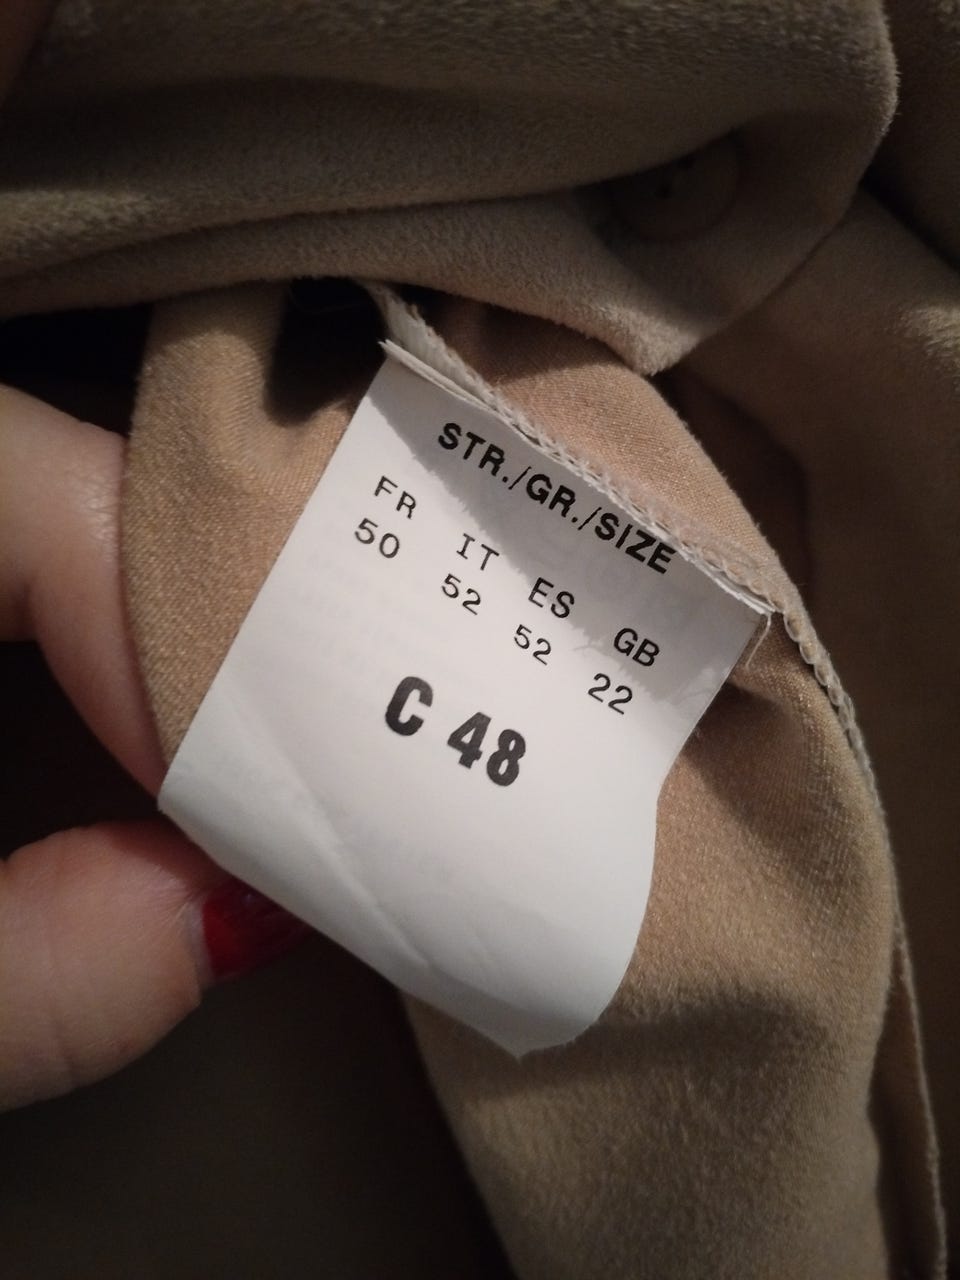 STR./GR./SIZE
FR IT ES GB
50 52 52 22
C 48